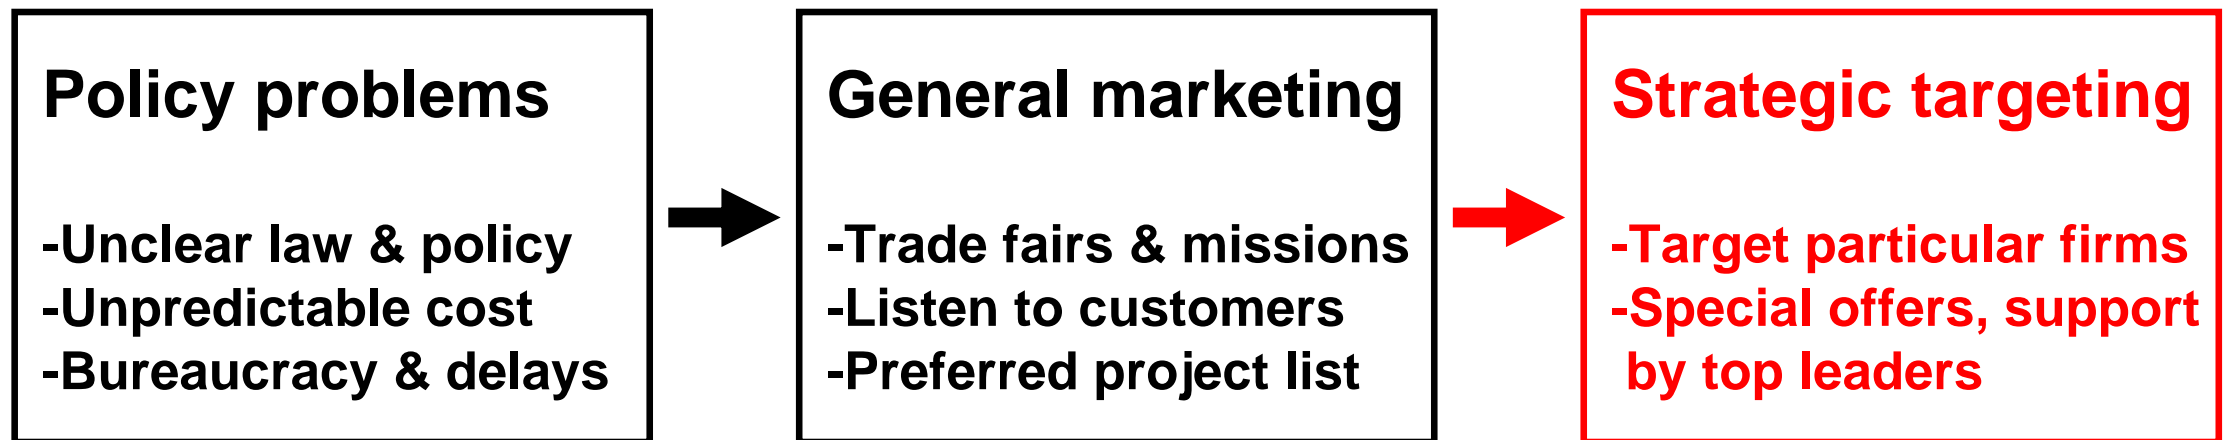 Policy problems
-Unclear law & policy
-Unpredictable cost
-Bureaucracy & delays
General marketing
-Trade fairs & missions
-Listen to customers
-Preferred project list
Strategic targeting
-Target particular firms
-Special offers, support
by top leaders